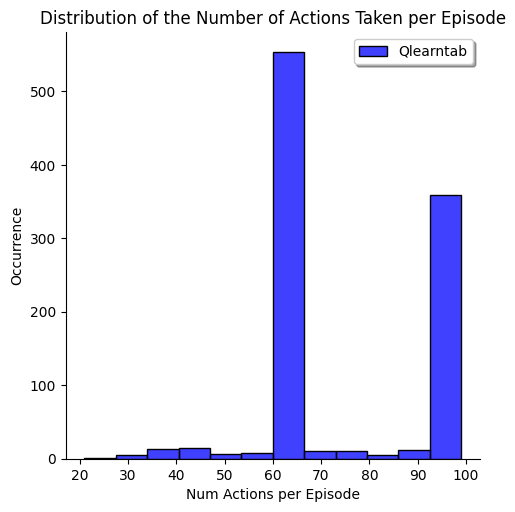 Distribution of the Number of Actions Taken per Episode
Qlearntab
500
400
300
200
100
0
Occurrence
20 30 40 50 60 70 80 90 100
Num Actions per Episode